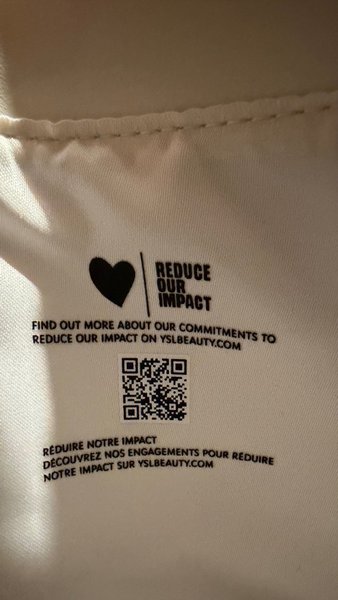 REDUCE
OUR
IMPACT
FIND OUT MORE ABOUT OUR COMMITMENTS TO
REDUCE OUR IMPACT ON YSLBEAUTY.COM
RÉDUIRE NOTRE IMPACT
DÉCOUVREZ NOS ENGAGEMENTS POUR RÉDUIRE
NOTRE IMPACT SUR YSLBEAUTY.COM